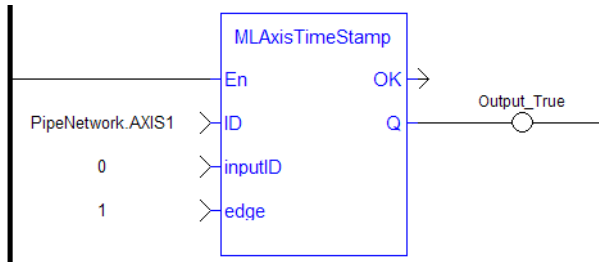 MLAxisTimeStamp
En OK
Output_True
PipeNetwork.AXIS1 ID Q
0 inputID
1 edge